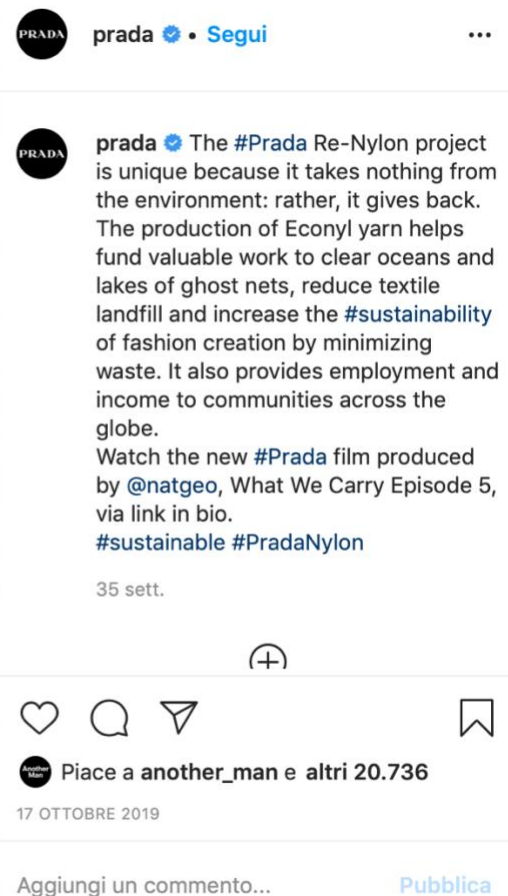 PRADA prada • Segui
PRADA prada The #Prada Re-Nylon project
is unique because it takes nothing from
the environment: rather, it gives back.
The production of Econyl yarn helps
fund valuable work to clear oceans and
lakes of ghost nets, reduce textile
landfill and increase the #sustainability
of fashion creation by minimizing
waste. It also provides employment and
income to communities across the
globe.
Watch the new #Prada film produced
by @natgeo, What We Carry Episode 5,
via link in bio.
#sustainable #PradaNylon
35 sett.
Another
Man
Piace a another_man e altri 20.736
17 OTTOBRE 2019
Aggiungi un commento... Pubblica